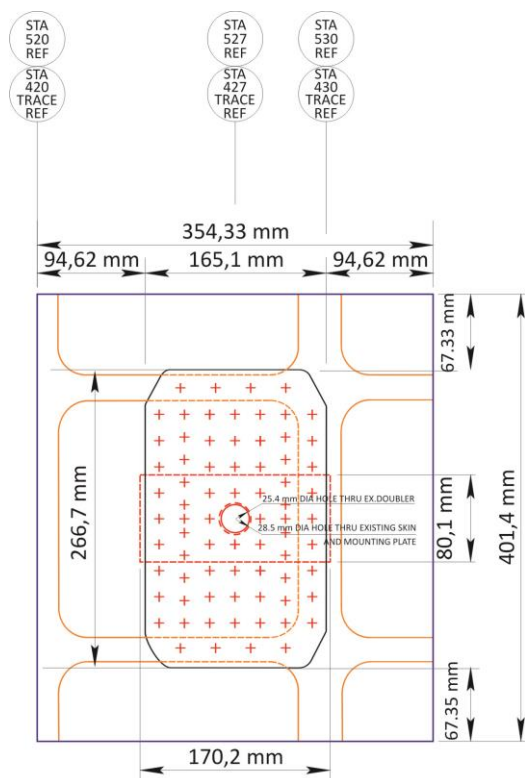 STA
520
REF
STA
527
REF
STA
530
REF
STA
420
TRACE
REF
STA
427
TRACE
REF
STA
430
TRACE
REF
354,33 mm
94,62 mm
165,1 mm
94,62 mm
67.33 mm
266,7 mm
25.4 mm DIA HOLE THRU EX.DOUBLER
28.5 mm DIA HOLE THRU EXISTING SKIN
AND MOUNTING PLATE
80,1 mm
401,4 mm
67.35 mm
170,2 mm